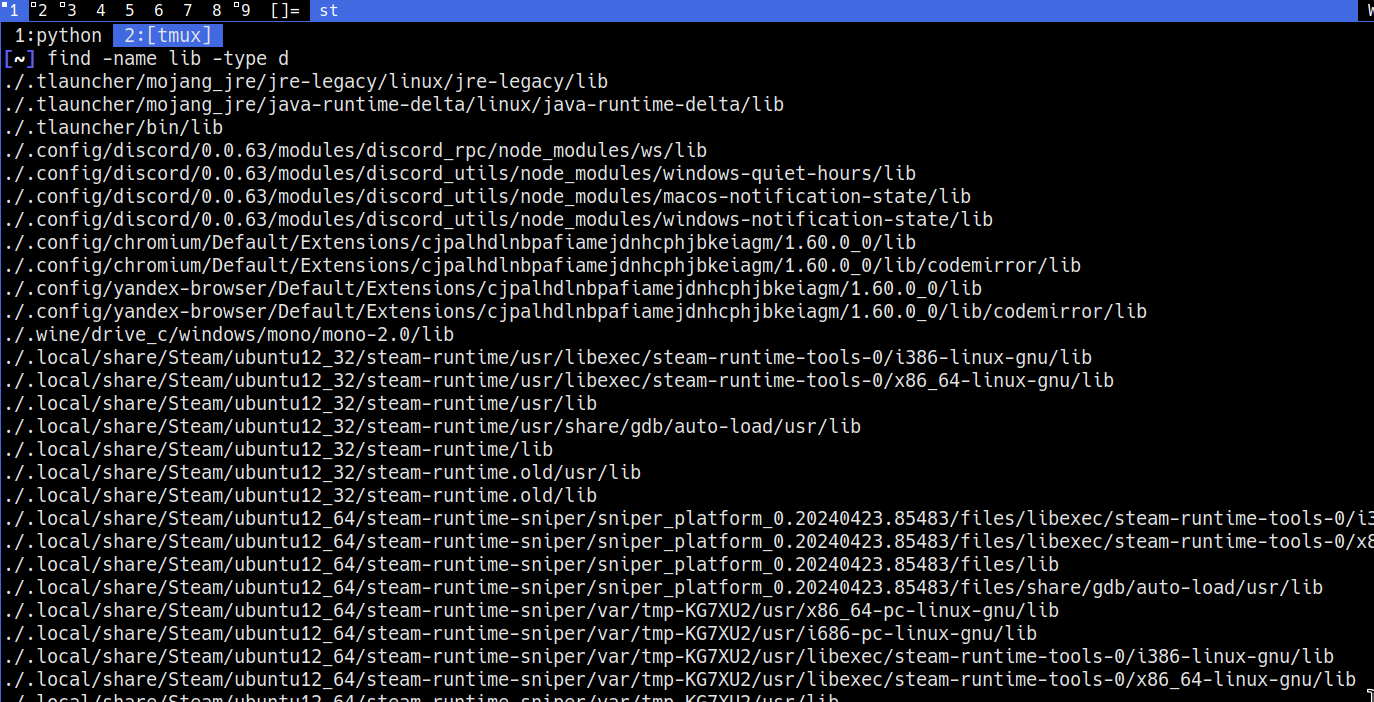 1 2 3 4 5 6 7 8 9 []= st
1:python 2:[tmux]
[~] find -name lib -type d
./.tlauncher/mojang_jre/jre-legacy/linux/jre-legacy/lib
./.tlauncher/mojang_jre/java-runtime-delta/linux/java-runtime-delta/lib
./.tlauncher/bin/lib
./.config/discord/0.0.63/modules/discord_rpc/node_modules/ws/lib
./.config/discord/0.0.63/modules/discord_utils/node_modules/windows-quiet-hours/lib
./.config/discord/0.0.63/modules/discord_utils/node_modules/macos-notification-state/lib
./.config/discord/0.0.63/modules/discord_utils/node_modules/windows-notification-state/lib
./.config/chromium/Default/Extensions/cjpalhdlnbpafiamejdnhcphjbkeiagm/1.60.0_0/lib
./.config/chromium/Default/Extensions/cjpalhdlnbpafiamejdnhcphjbkeiagm/1.60.0_0/lib/codemirror/lib
./.config/yandex-browser/Default/Extensions/cjpalhdlnbpafiamejdnhcphjbkeiagm/1.60.0_0/lib
./.config/yandex-browser/Default/Extensions/cjpalhdlnbpafiamejdnhcphjbkeiagm/1.60.0_0/lib/codemirror/lib
./.wine/drive_c/windows/mono/mono-2.0/lib
./.local/share/Steam/ubuntu12_32/steam-runtime/usr/libexec/steam-runtime-tools-0/i386-linux-gnu/lib
./.local/share/Steam/ubuntu12_32/steam-runtime/usr/libexec/steam-runtime-tools-0/x86_64-linux-gnu/lib
./.local/share/Steam/ubuntu12_32/steam-runtime/usr/lib
./.local/share/Steam/ubuntu12_32/steam-runtime/usr/share/gdb/auto-load/usr/lib
./.local/share/Steam/ubuntu12_32/steam-runtime/lib
./.local/share/Steam/ubuntu12_32/steam-runtime.old/usr/lib
./.local/share/Steam/ubuntu12_32/steam-runtime.old/lib
./.local/share/Steam/ubuntu12_64/steam-runtime-sniper/sniper_platform_0.20240423.85483/files/libexec/steam-runtime-tools-0/i3
./.local/share/Steam/ubuntu12_64/steam-runtime-sniper/sniper_platform_0.20240423.85483/files/libexec/steam-runtime-tools-0/x8
./.local/share/Steam/ubuntu12_64/steam-runtime-sniper/sniper_platform_0.20240423.85483/files/lib
./.local/share/Steam/ubuntu12_64/steam-runtime-sniper/sniper_platform_0.20240423.85483/files/share/gdb/auto-load/usr/lib
./.local/share/Steam/ubuntu12_64/steam-runtime-sniper/var/tmp-KG7XU2/usr/x86_64-pc-linux-gnu/lib
./.local/share/Steam/ubuntu12_64/steam-runtime-sniper/var/tmp-KG7XU2/usr/i686-pc-linux-gnu/lib
./.local/share/Steam/ubuntu12_64/steam-runtime-sniper/var/tmp-KG7XU2/usr/libexec/steam-runtime-tools-0/i386-linux-gnu/lib
./.local/share/Steam/ubuntu12_64/steam-runtime-sniper/var/tmp-KG7XU2/usr/libexec/steam-runtime-tools-0/x86_64-linux-gnu/lib
./.local/share/Steam/ubuntu12_64/steam-runtime-sniper/var/tmp-KG7XU2/usr/lib